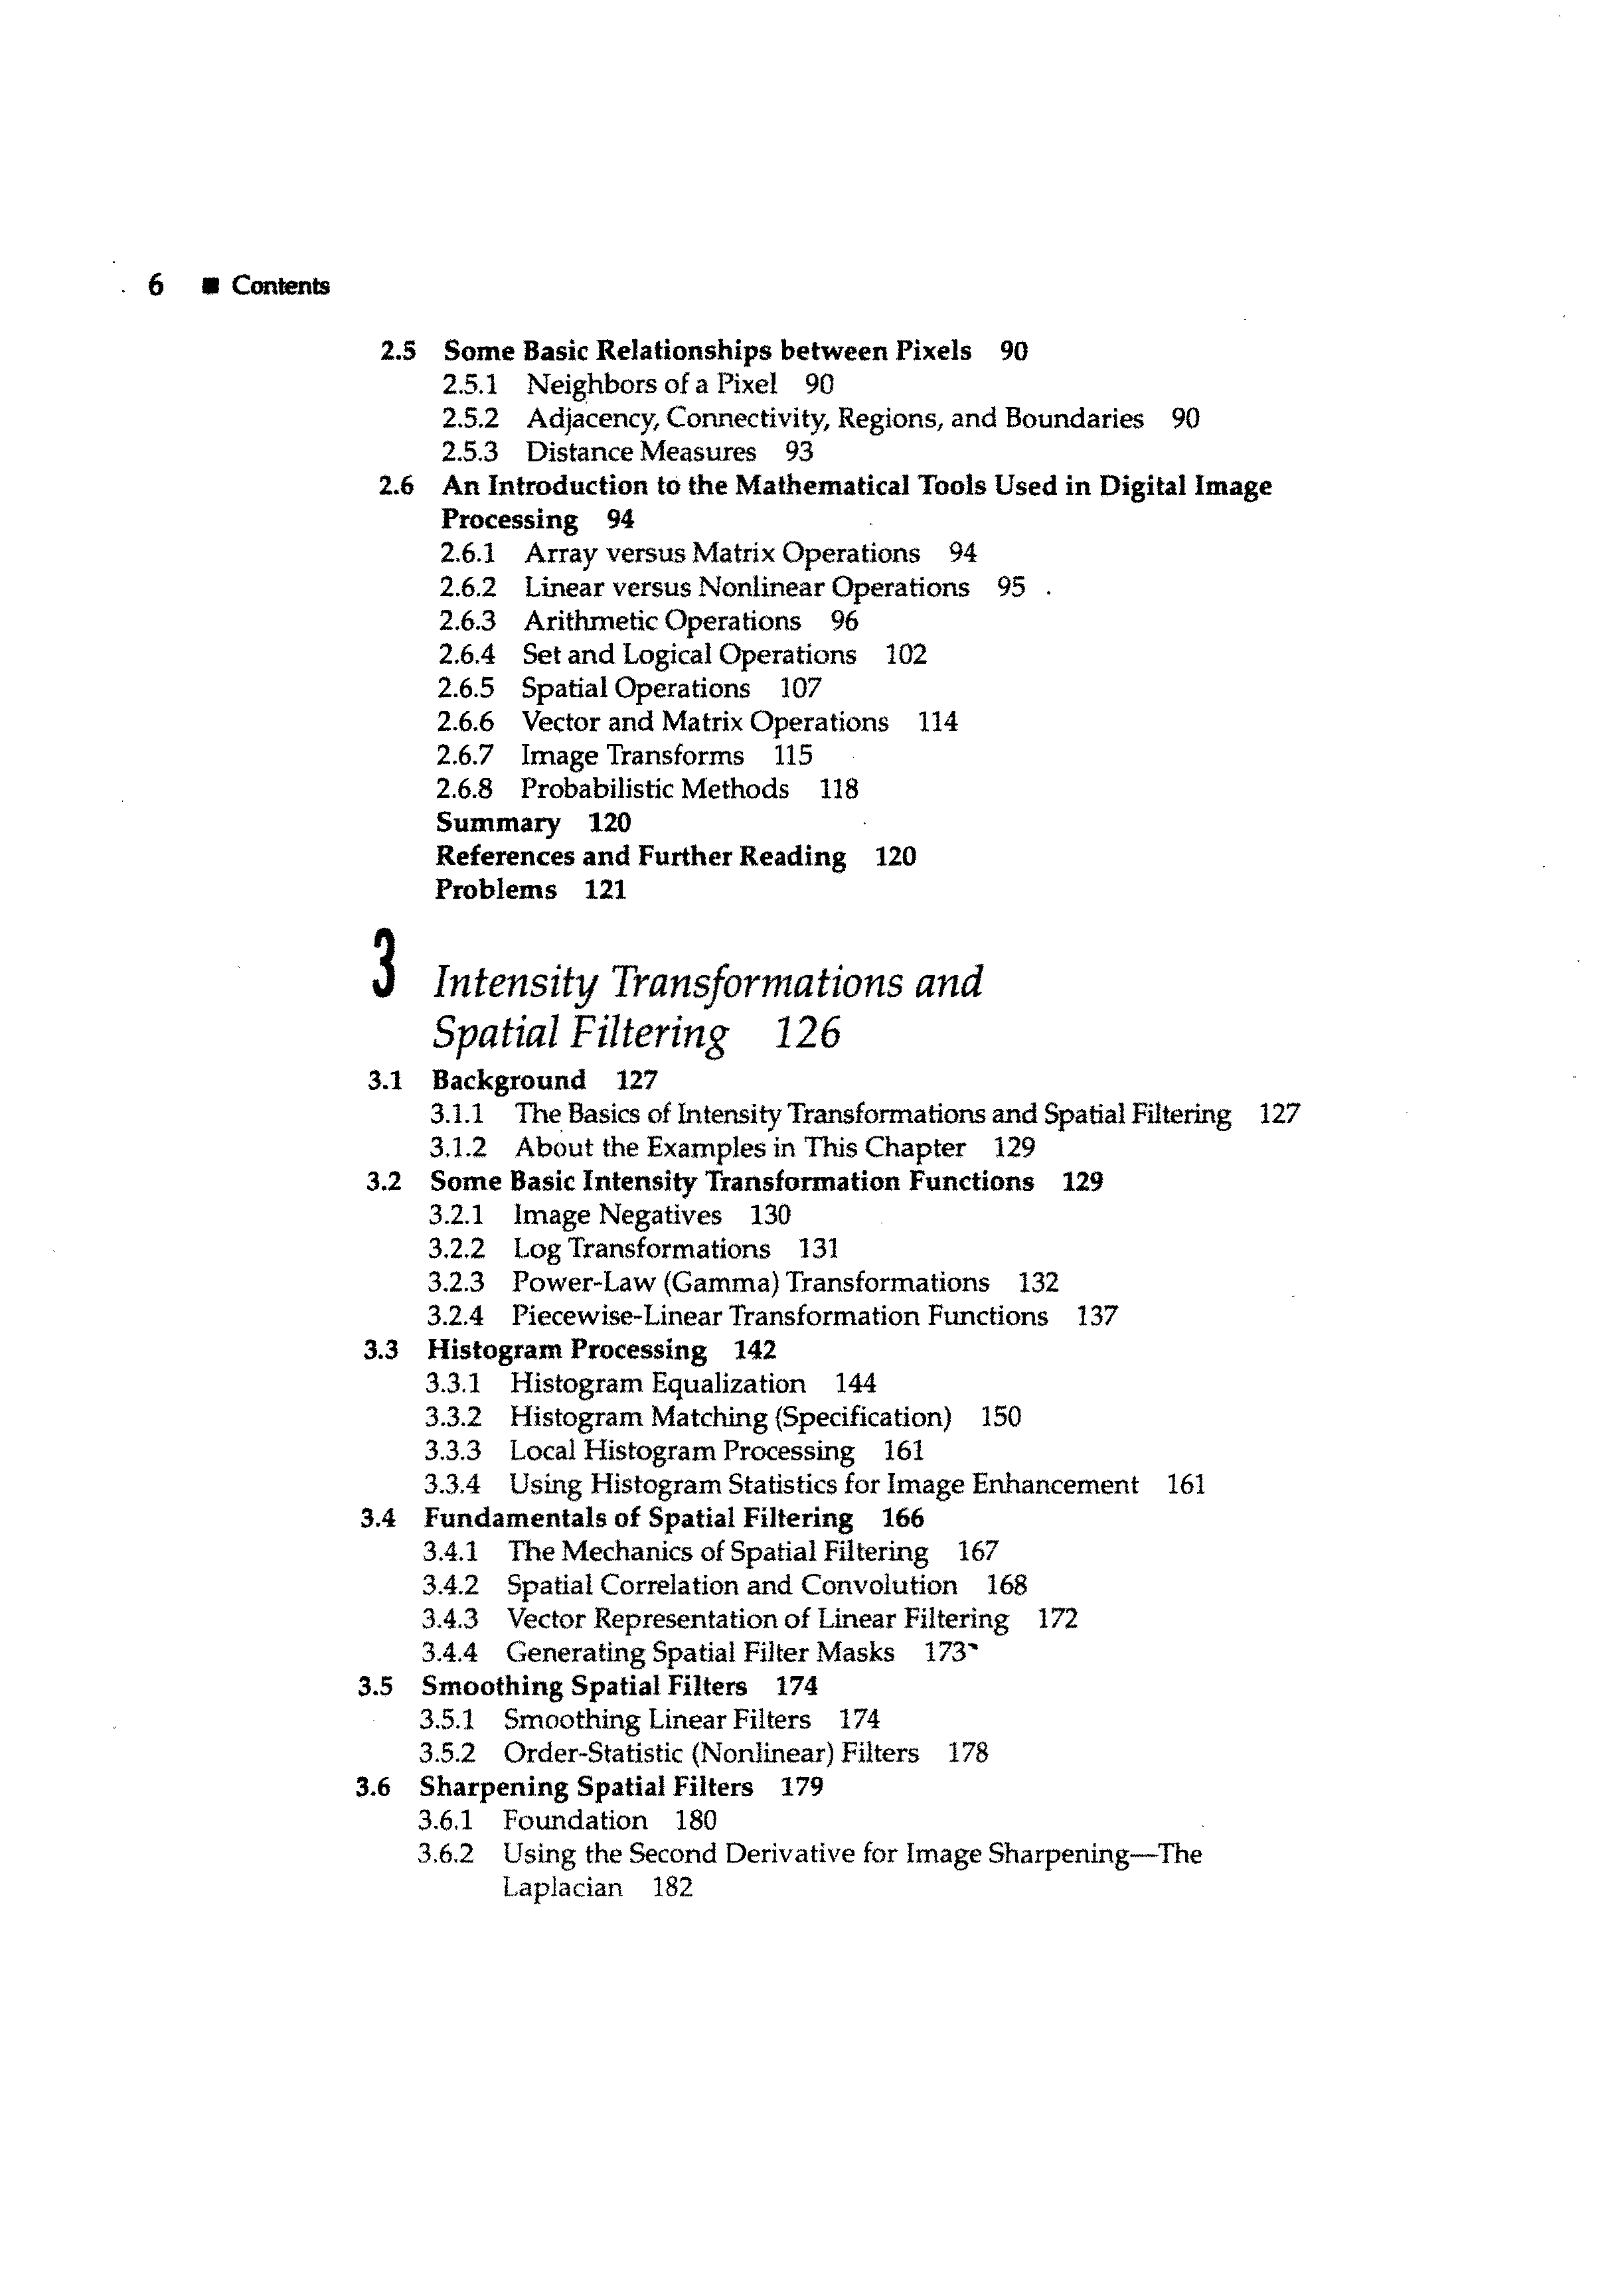 6 ■ Contents
2.5 Some Basic Relationships between Pixels 90
2.5.1 Neighbors of a Pixel 90
2.5.2 Adjacency, Connectivity, Regions, and Boundaries 90
2.5.3 Distance Measures 93
2.6 An Introduction to the Mathematical Tools Used in Digital Image
Processing 94
2.6.1 Array versus Matrix Operations 94
2.6.2 Linear versus Nonlinear Operations 95
2.6.3 Arithmetic Operations 96
2.6.4 Set and Logical Operations 102
2.6.5 Spatial Operations 107
2.6.6 Vector and Matrix Operations 114
2.6.7 Image Transforms 115
2.6.8 Probabilistic Methods 118
Summary 120
References and Further Reading 120
Problems 121
3 Intensity Transformations and
Spatial Filtering 126
3.1 Background 127
3.1.1 The Basics of Intensity Transformations and Spatial Filtering 127
3.1.2 About the Examples in This Chapter 129
3.2 Some Basic Intensity Transformation Functions 129
3.2.1 Image Negatives 130
3.2.2 Log Transformations 131
3.2.3 Power-Law (Gamma) Transformations 132
3.2.4 Piecewise-Linear Transformation Functions 137
3.3 Histogram Processing 142
3.3.1 Histogram Equalization 144
3.3.2 Histogram Matching (Specification) 150
3.3.3 Local Histogram Processing 161
3.3.4 Using Histogram Statistics for Image Enhancement 161
3.4 Fundamentals of Spatial Filtering 166
3.4.1 The Mechanics of Spatial Filtering 167
3.4.2 Spatial Correlation and Convolution 168
3.4.3 Vector Representation of Linear Filtering 172
3.4.4 Generating Spatial Filter Masks 173
3.5 Smoothing Spatial Filters 174
3.5.1 Smoothing Linear Filters 174
3.5.2 Order-Statistic (Nonlinear) Filters 178
3.6 Sharpening Spatial Filters 179
3.6.1 Foundation 180
3.6.2 Using the Second Derivative for Image Sharpening—The
Laplacian 182